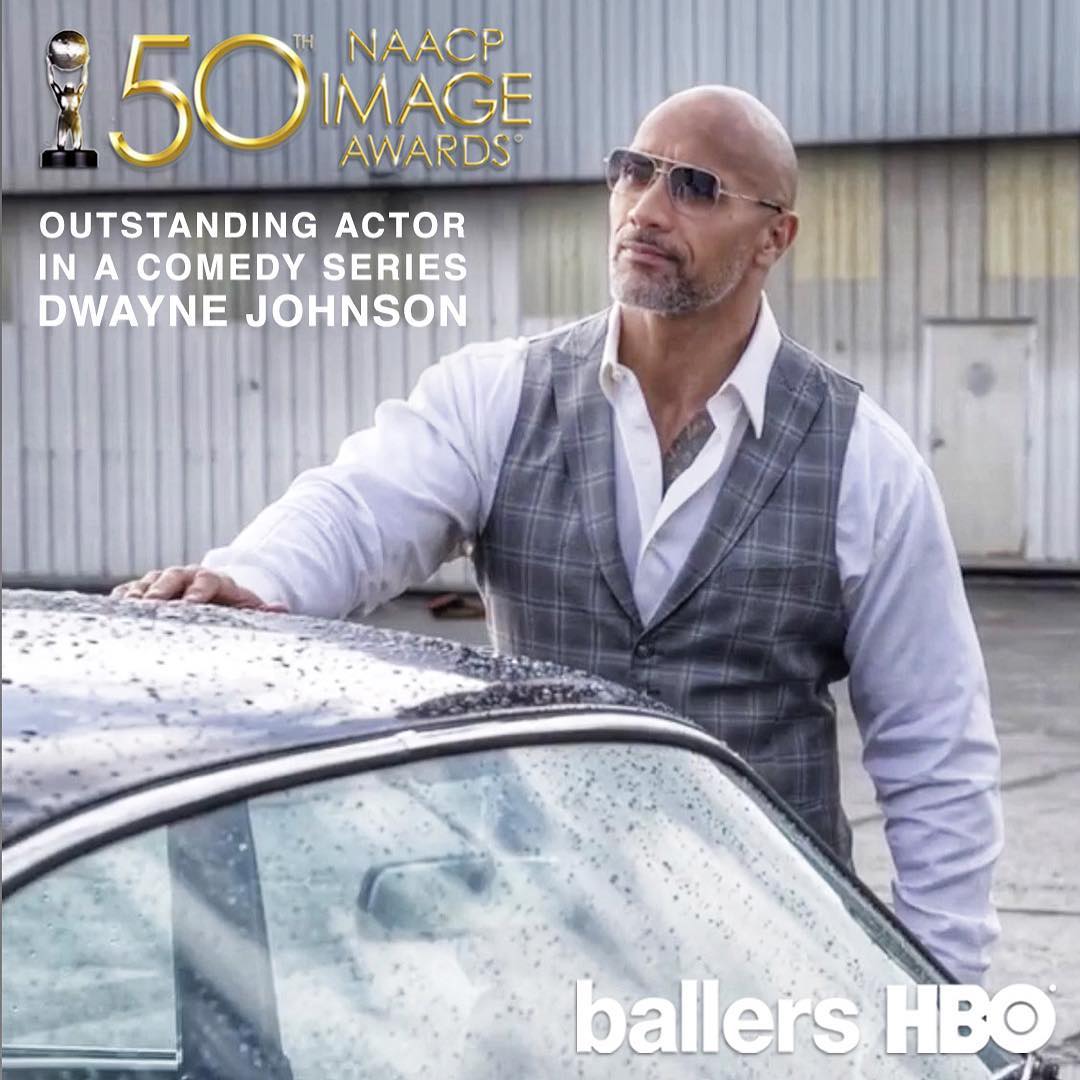 50TH NAACP
IMAGE
AWARDS®
OUTSTANDING ACTOR
IN A COMEDY SERIES
DWAYNE JOHNSON
ballers HBO®